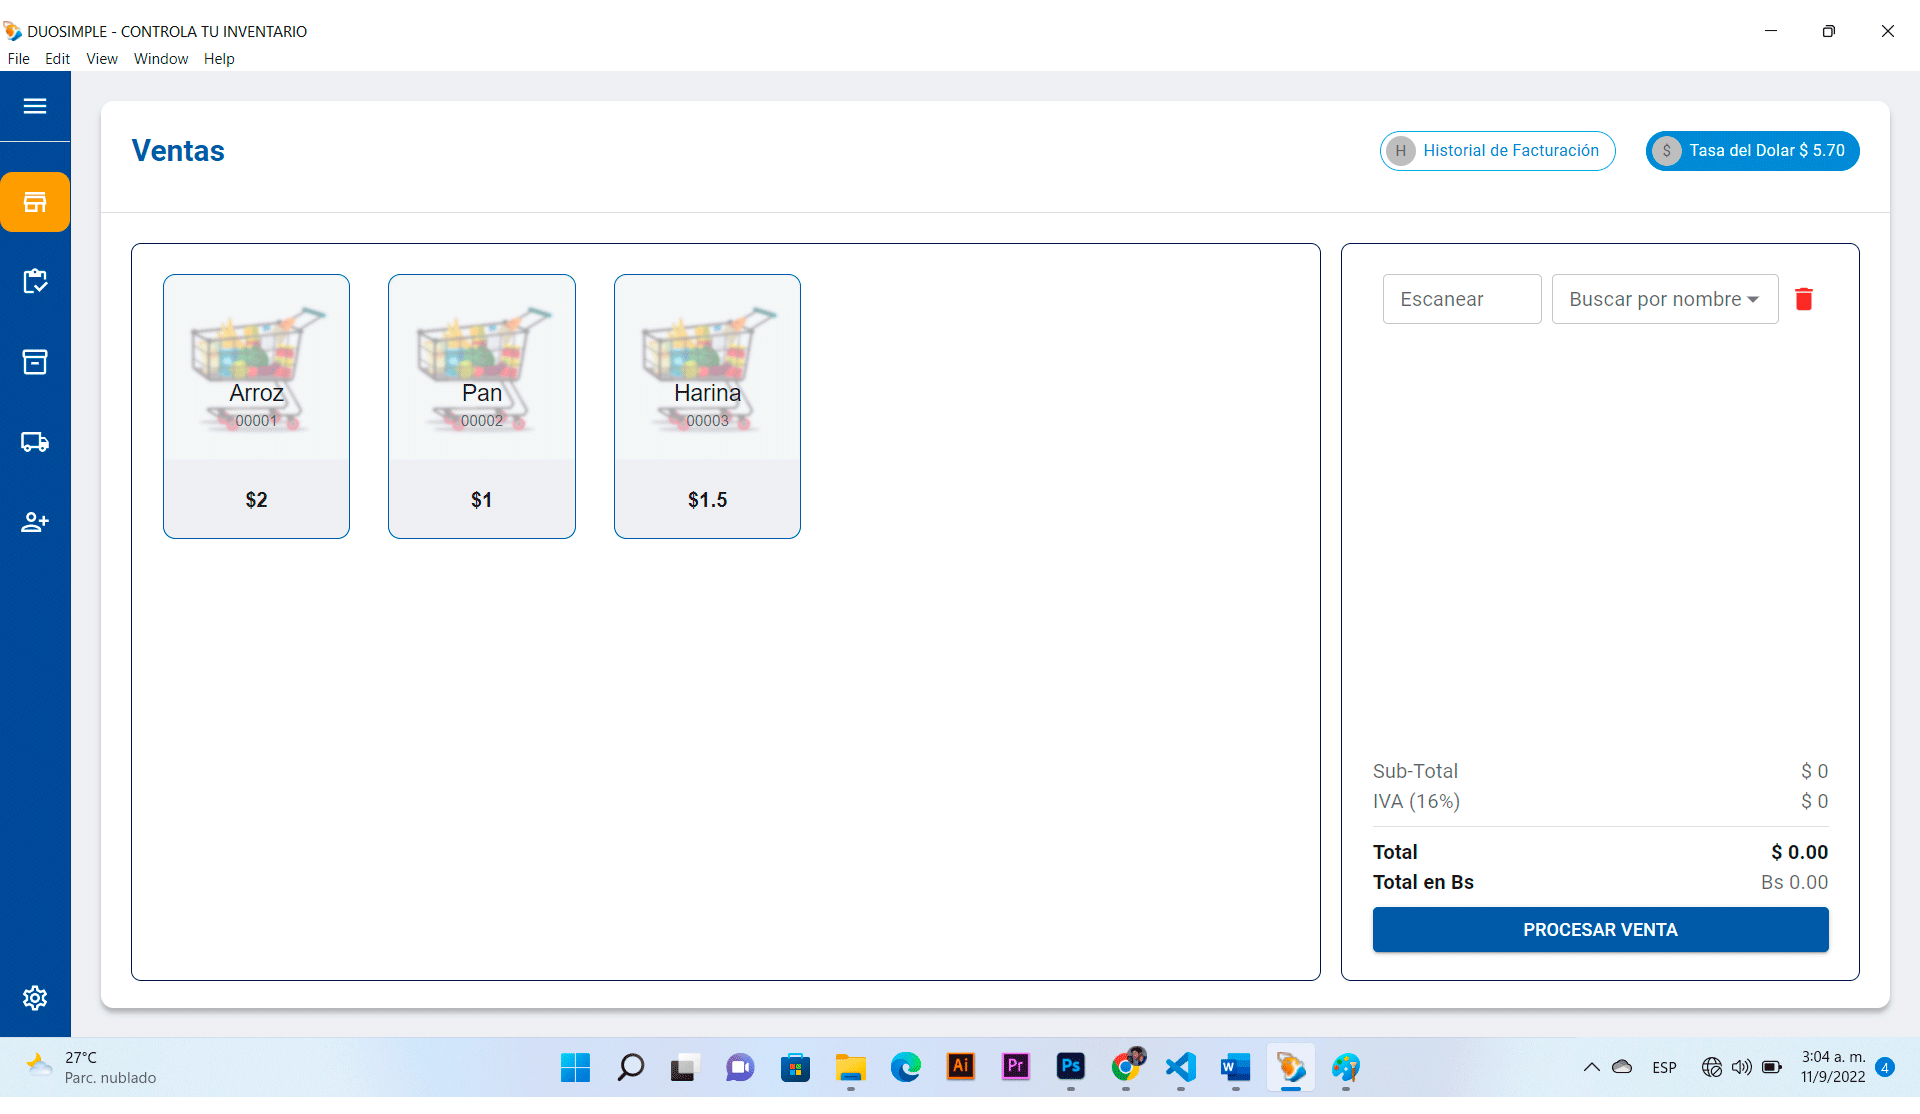 DUOSIMPLE - CONTROLA TU INVENTARIO
File Edit View Window Help
Ventas
H Historial de Facturación
$ Tasa del Dolar $ 5.70
Arroz
00001
$2
Pan
00002
$1
Harina
00003
$1.5
Escanear
Buscar por nombre
Sub-Total $ 0
IVA (16%) $ 0
Total $ 0.00
Total en Bs Bs 0.00
PROCESAR VENTA
27°C
Parc. nublado
Ai
Pr
Ps
W
ESP
3:04 a. m.
11/9/2022
4